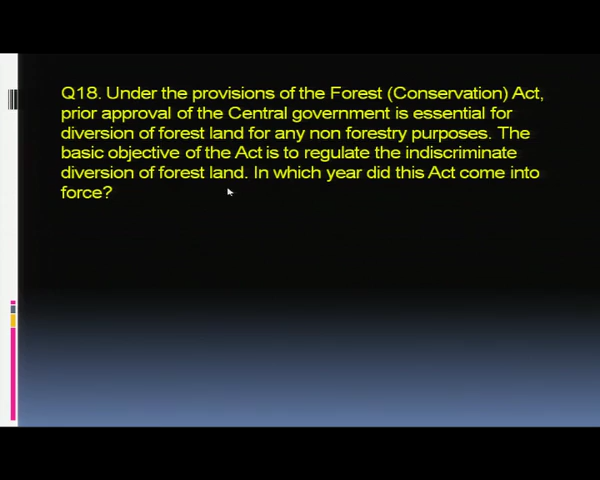 Q18. Under the provisions of the Forest (Conservation) Act,
prior approval of the Central government is essential for
diversion of forest land for any non forestry purposes. The
basic objective of the Act is to regulate the indiscriminate
diversion of forest land. In which year did this Act come into
force?